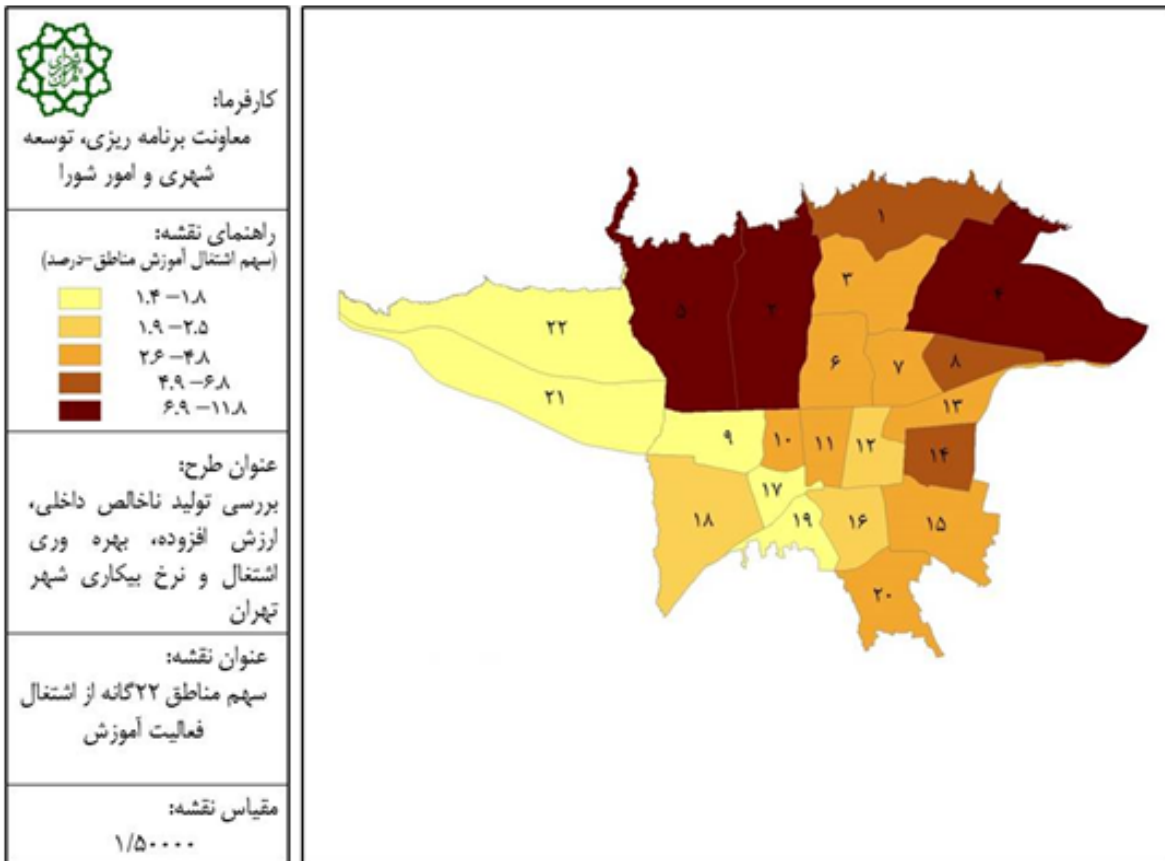 کارفرما:
معاونت برنامه ریزی، توسعه
شهری و امور شورا
راهنمای نقشه:
(سهم اشتغال آموزش مناطق-درصد)
۱.۴-۱.۸
۱.۹-۲.۵
۲.۶-۴.۸
۴.۹-۶.۸
۶.۹-۱۱.۸
عنوان طرح:
بررسی تولید ناخالص داخلی،
ارزش افزوده، بهره وری
اشتغال و نرخ بیکاری شهر
تهران
عنوان نقشه:
سهم مناطق ۲۲گانه از اشتغال
فعالیت آموزش
مقیاس نقشه:
۱/۵۰۰۰۰
۱
۴
۳
۲
۵
۲۲
۶
۷
۸
۲۱
۱۳
۹
۱۰
۱۱
۱۲
۱۴
۱۷
۱۸
۱۹
۱۶
۱۵
۲۰